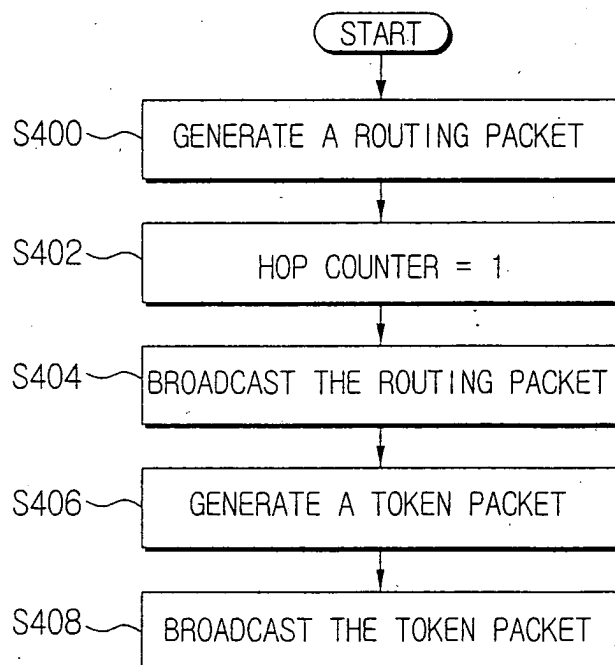 START
S400 GENERATE A ROUTING PACKET
S402 HOP COUNTER = 1
S404 BROADCAST THE ROUTING PACKET
S406 GENERATE A TOKEN PACKET
S408 BROADCAST THE TOKEN PACKET